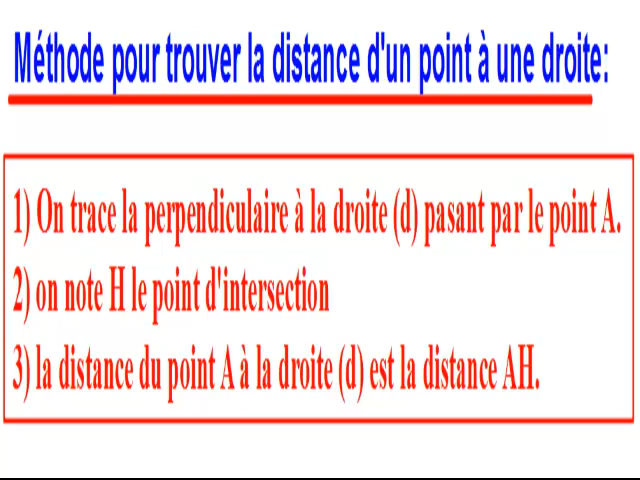 Méthode pour trouver la distance d'un point à une droite:
1) On trace la perpendiculaire à la droite (d) pasant par le point A.
2) on note H le point d'intersection
3) la distance du point A à la droite (d) est la distance AH.